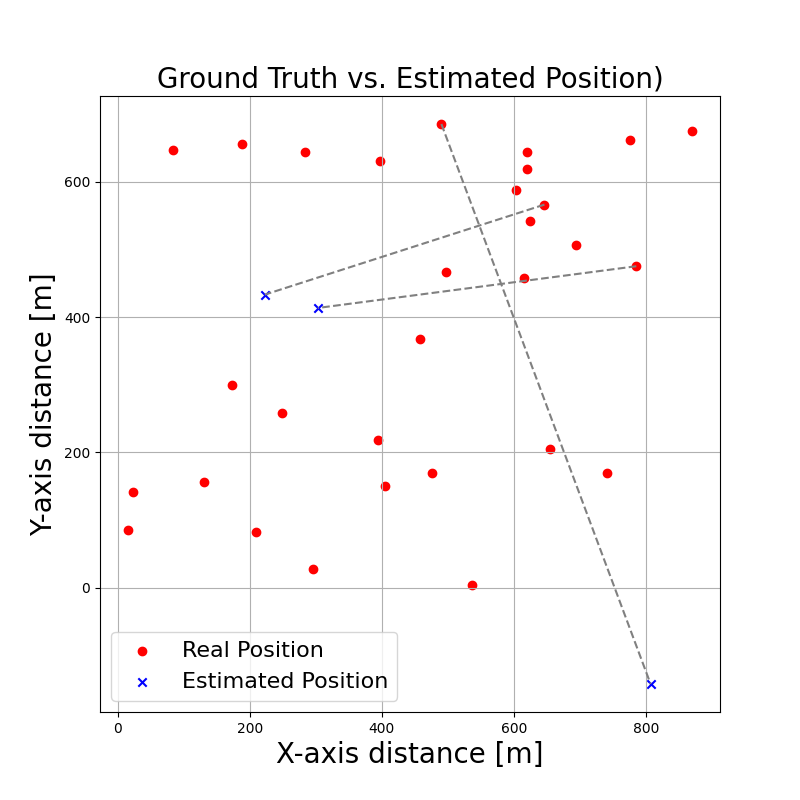 Ground Truth vs. Estimated Position)
Y-axis distance [m]
600
400
200
0
Real Position
Estimated Position
0 200 400 600 800
X-axis distance [m]